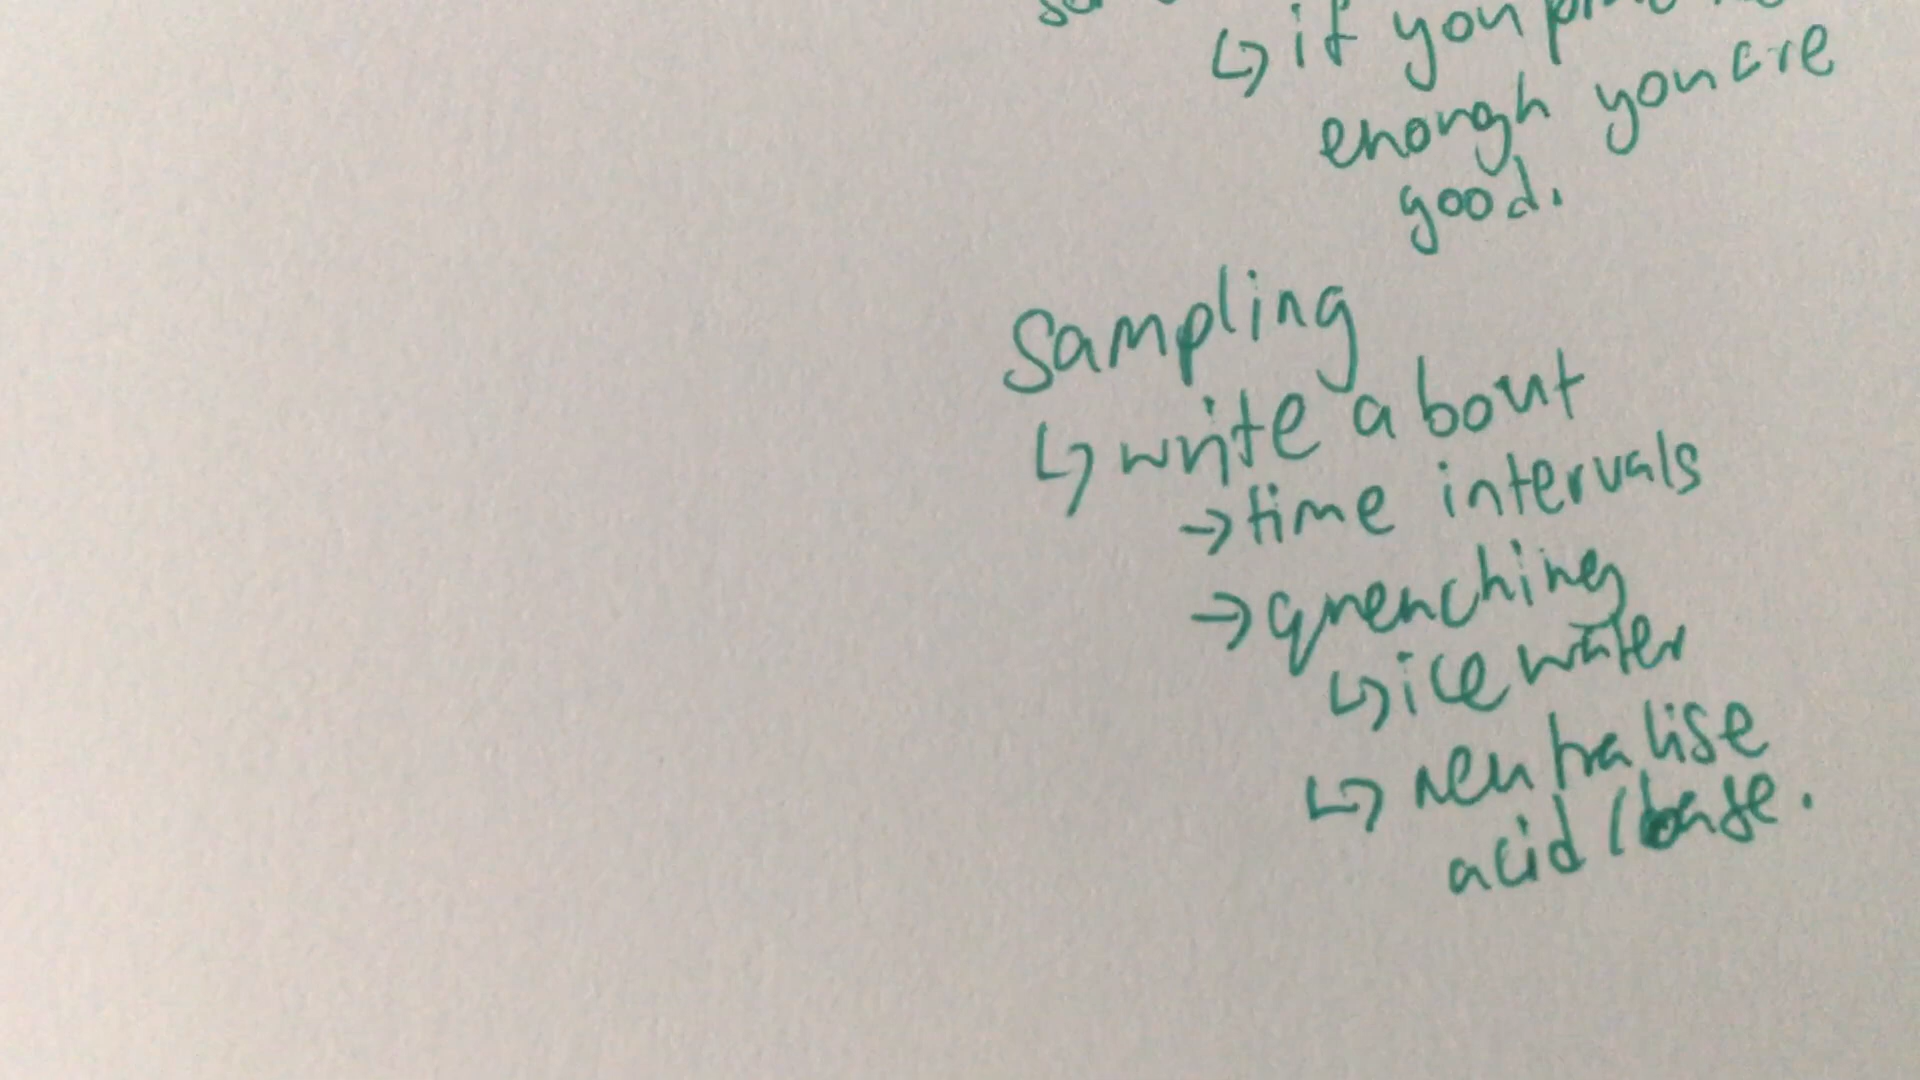 ↳ if you
enough you are
good.
Sampling
↳ write about
→ time intervals
→ quenching
↳ ice water
↳ neutralise
acid / base.